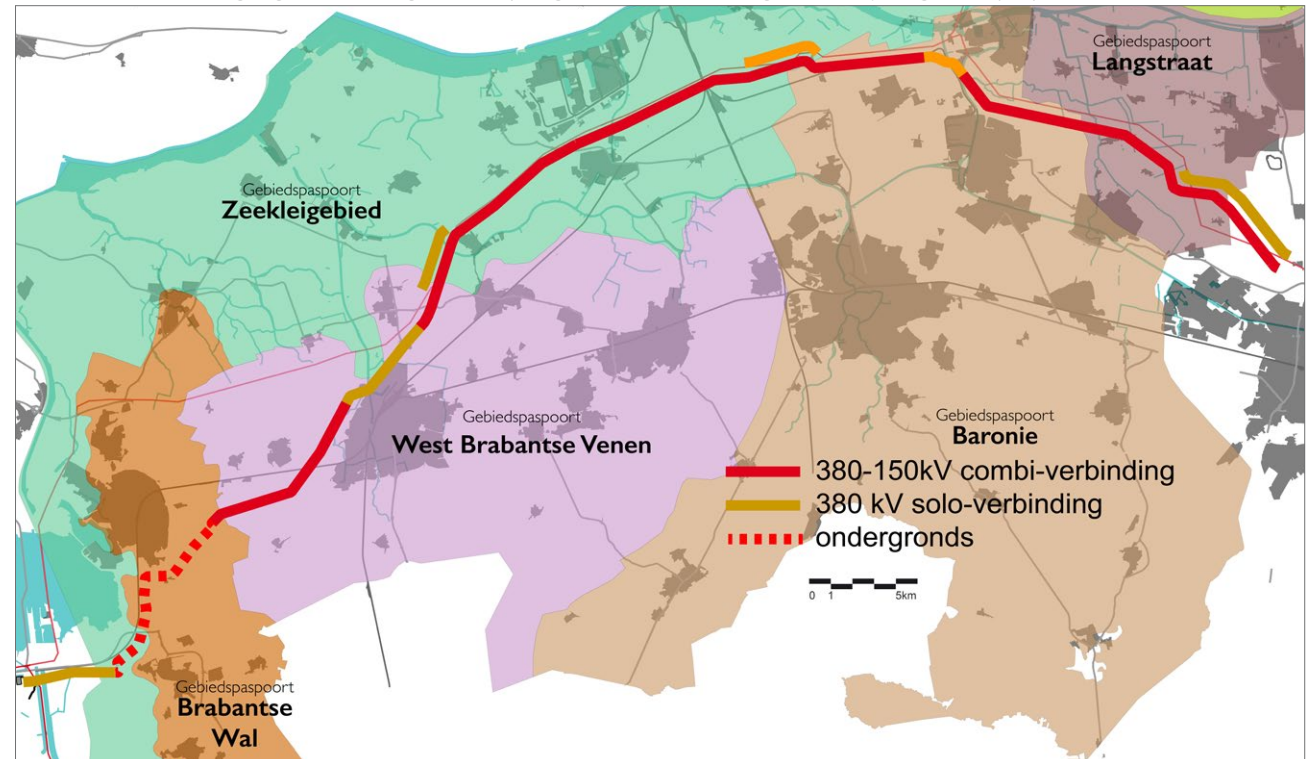 Gebiedspaspoort
Langstraat
Gebiedspaspoort
Zeekleigebied
Gebiedspaspoort
West Brabantse Venen
Gebiedspaspoort
Baronie
380-150kV combi-verbinding
380 kV solo-verbinding
ondergronds
0 1 5km
Gebiedspaspoort
Brabantse
Wal